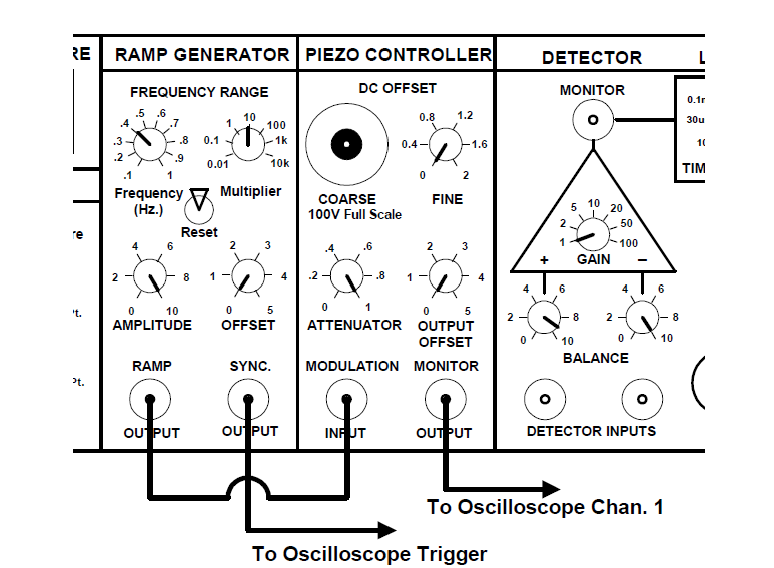 RE
RAMP GENERATOR
PIEZO CONTROLLER
DETECTOR
L
FREQUENCY RANGE
.1 .2 .3 .4 .5 .6 .7 .8 .9 1
Frequency
(Hz.)
0.01 0.1 1 10 100 1k 10k
Multiplier
Reset
0 2 4 6 8 10
AMPLITUDE
0 1 2 3 4 5
OFFSET
RAMP
OUTPUT
SYNC.
OUTPUT
DC OFFSET
COARSE
100V Full Scale
0 0.4 0.8 1.2 1.6 2
FINE
0 .2 .4 .6 .8 1
ATTENUATOR
0 1 2 3 4 5
OUTPUT
OFFSET
MODULATION
INPUT
MONITOR
OUTPUT
MONITOR
1 2 5 10 20 50 100
GAIN
+ −
0 2 4 6 8 10
0 2 4 6 8 10
BALANCE
DETECTOR INPUTS
0.1r
30u
10
TIM
re
t.
Pt.
To Oscilloscope Chan. 1
To Oscilloscope Trigger